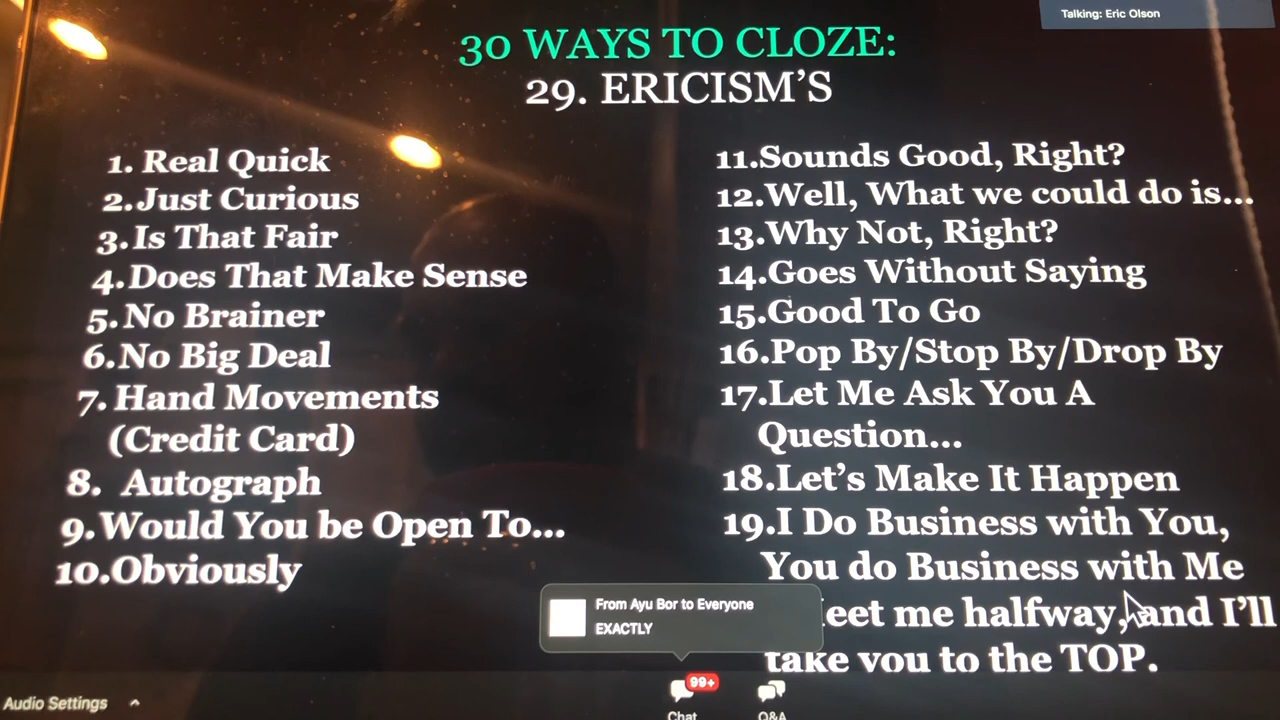 Talking: Eric Olson
30 WAYS TO CLOZE:
29. ERICISM'S
1. Real Quick
2. Just Curious
3. Is That Fair
4. Does That Make Sense
5. No Brainer
6. No Big Deal
7. Hand Movements
(Credit Card)
8. Autograph
9. Would You be Open To...
10. Obviously
11. Sounds Good, Right?
12. Well, What we could do is...
13. Why Not, Right?
14. Goes Without Saying
15. Good To Go
16. Pop By/Stop By/Drop By
17. Let Me Ask You A
Question...
18. Let's Make It Happen
19. I Do Business with You,
You do Business with Me
me halfway, and I'll
take you to the TOP.
From Ayu Bor to Everyone
EXACTLY
Audio Settings
99+
Chat
Q&A